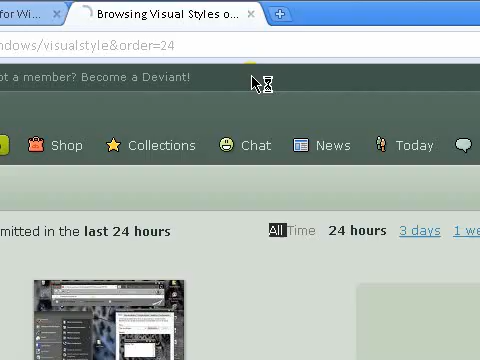 for Wi... Browsing Visual Styles o...
ndows/visualstyle&order=24
ot a member? Become a Deviant!
Shop Collections Chat News Today
mitted in the last 24 hours All Time 24 hours 3 days 1 we